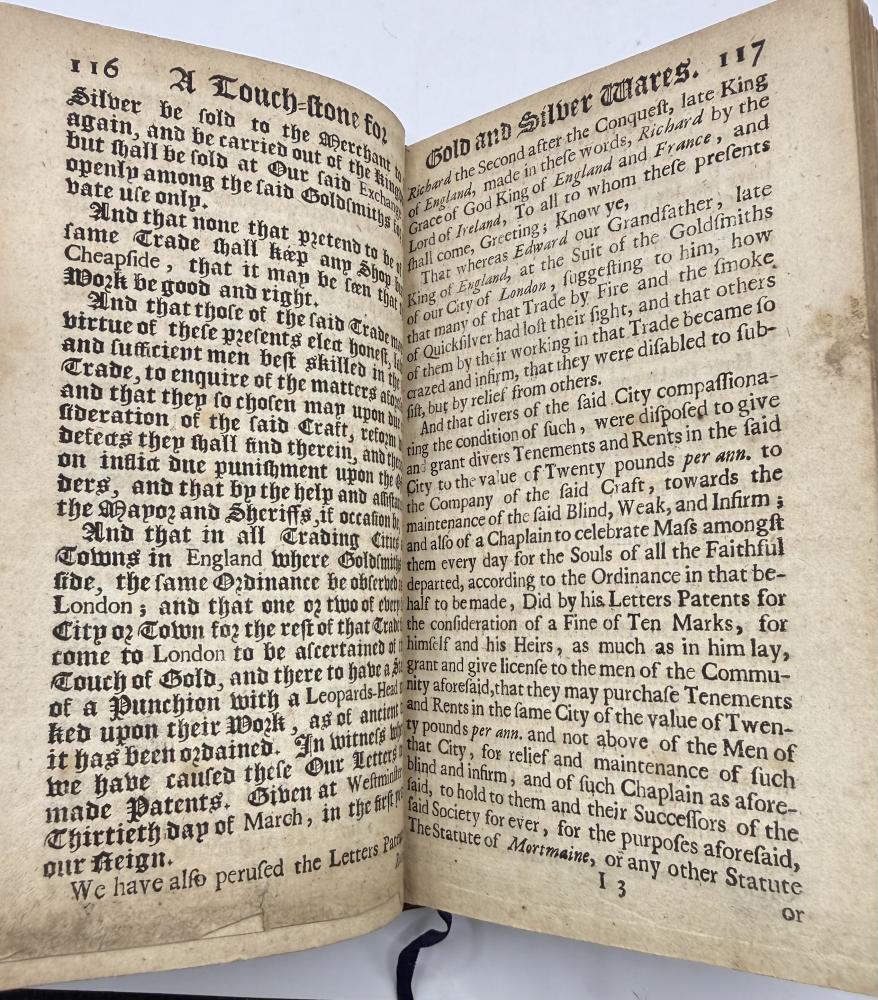 116
A Touch=ſtone for
Silver be ſold to the Merchant to
again, and be carried out of the King
but ſhall be ſold at Our ſaid Exchange
openly among the ſaid Goldſmiths
vate uſe only.
And that none that pretend to be of
ſame Trade ſhall keep any Shop
Cheapſide, that it may be ſeen that
Work be good and right.
And that thoſe of the ſaid Trade
virtue of theſe preſents elect honeſt,
and ſufficient men beſt skilled in the
Trade, to enquire of the matters afore
and that they ſo choſen may upon due
ſideration of the ſaid Craft, reform
defects they ſhall find therein, and
on inflict due puniſhment upon the
ders, and that by the help and aſſiſtan
the Mayor and Sheriffs, if occaſion
And that in all Trading Cities
Towns in England where Goldſmith
ſide, the ſame Ordinance be obſerved
London; and that one or two of every
City or Town for the reſt of that Trade
come to London to be aſcertained of
Touch of Gold, and there to have a
of a Punchion with a Leopards-Head
ked upon their Work, as of ancient
it has been ordained. In witneſs
we have cauſed theſe Our Letters
made Patents. Given at Weſtminſter
Thirtieth day of March, in the firſt
our Reign.
We have alſo peruſed the Letters Paten
117
Gold and Silver Wares.
Richard the Second after the Conqueſt, late King
of England, made in theſe words, Richard by the
Grace of God King of England and France, and
Lord of Ireland, To all to whom theſe preſents
ſhall come, Greeting; Know ye,
That whereas Edward our Grandfather, late
King of England, at the Suit of the Goldſmiths
of our City of London, ſuggeſting to him, how
that many of that Trade by Fire and the ſmoke
of Quickſilver had loſt their ſight, and that others
of them by their working in that Trade became ſo
crazed and infirm, that they were diſabled to ſub-
ſiſt, but by relief from others.
And that divers of the ſaid City compaſſiona-
ting the condition of ſuch, were diſpoſed to give
and grant divers Tenements and Rents in the ſaid
City to the value of Twenty pounds per ann. to
the Company of the ſaid Craft, towards the
maintenance of the ſaid Blind, Weak, and Infirm;
and alſo of a Chaplain to celebrate Maſs amongſt
them every day for the Souls of all the Faithful
departed, according to the Ordinance in that be-
half to be made, Did by his Letters Patents for
the conſideration of a Fine of Ten Marks, for
himſelf and his Heirs, as much as in him lay,
grant and give licenſe to the men of the Commu-
nity aforeſaid, that they may purchaſe Tenements
and Rents in the ſame City of the value of Twen-
ty pounds per ann. and not above of the Men of
that City, for relief and maintenance of ſuch
blind and infirm, and of ſuch Chaplain as afore-
ſaid, to hold to them and their Succeſſors of the
ſaid Society for ever, for the purpoſes aforeſaid,
The Statute of Mortmaine, or any other Statute
I 3
or